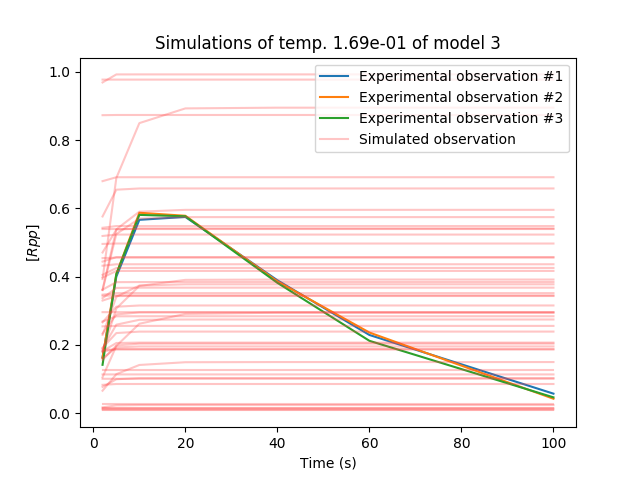 Simulations of temp. 1.69e-01 of model 3
1.0
0.8
0.6
0.4
0.2
0.0
[Rpp]
Experimental observation #1
Experimental observation #2
Experimental observation #3
Simulated observation
0
20
40
60
80
100
Time (s)